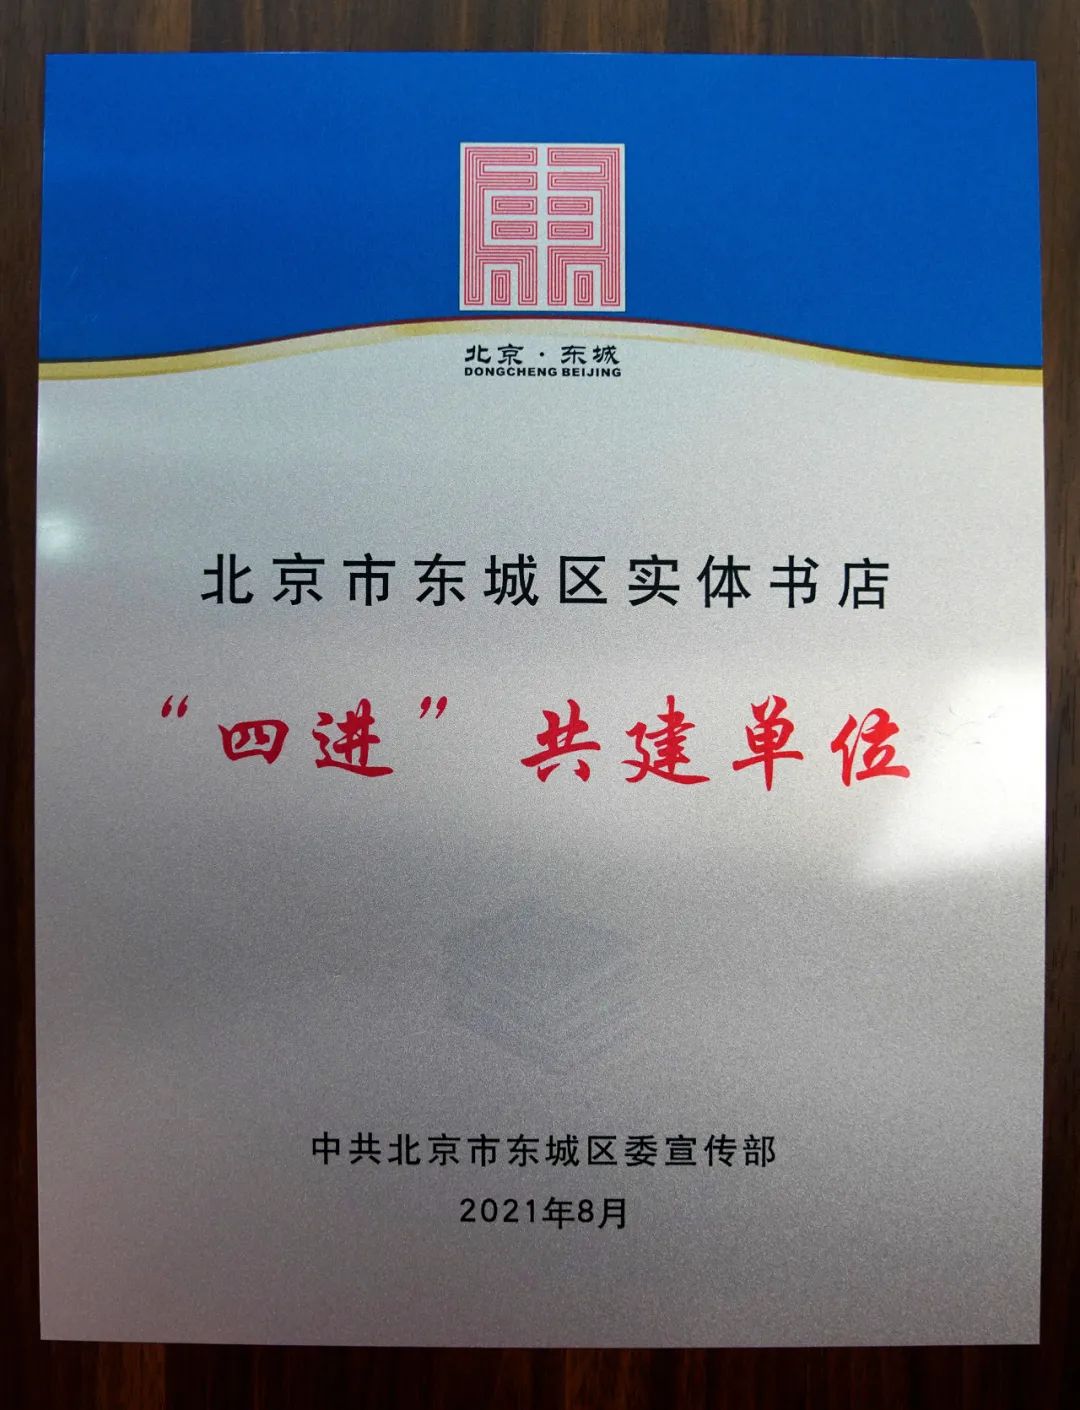 北京·东城
DONGCHENG BEIJING
北京市东城区实体书店
“四进”共建单位
中共北京市东城区委宣传部
2021年8月